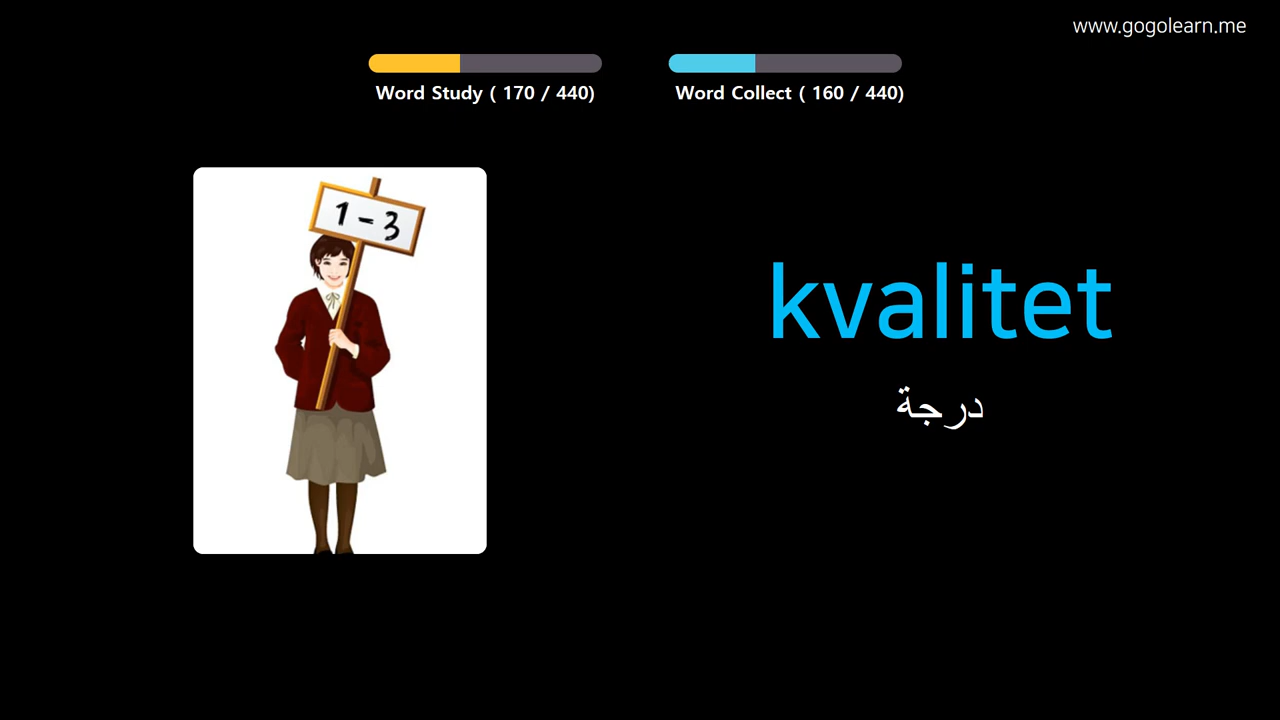 www.gogolearn.me
Word Study ( 170 / 440)
Word Collect ( 160 / 440)
1 - 3
kvalitet
درجة